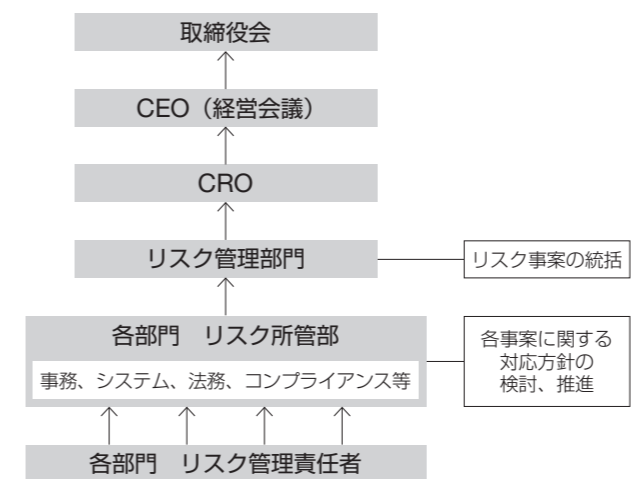 取締役会
CEO（経営会議）
CRO
リスク管理部門
リスク事案の統括
各部門　リスク所管部
事務、システム、法務、コンプライアンス等
各事案に関する
対応方針の
検討、推進
各部門　リスク管理責任者